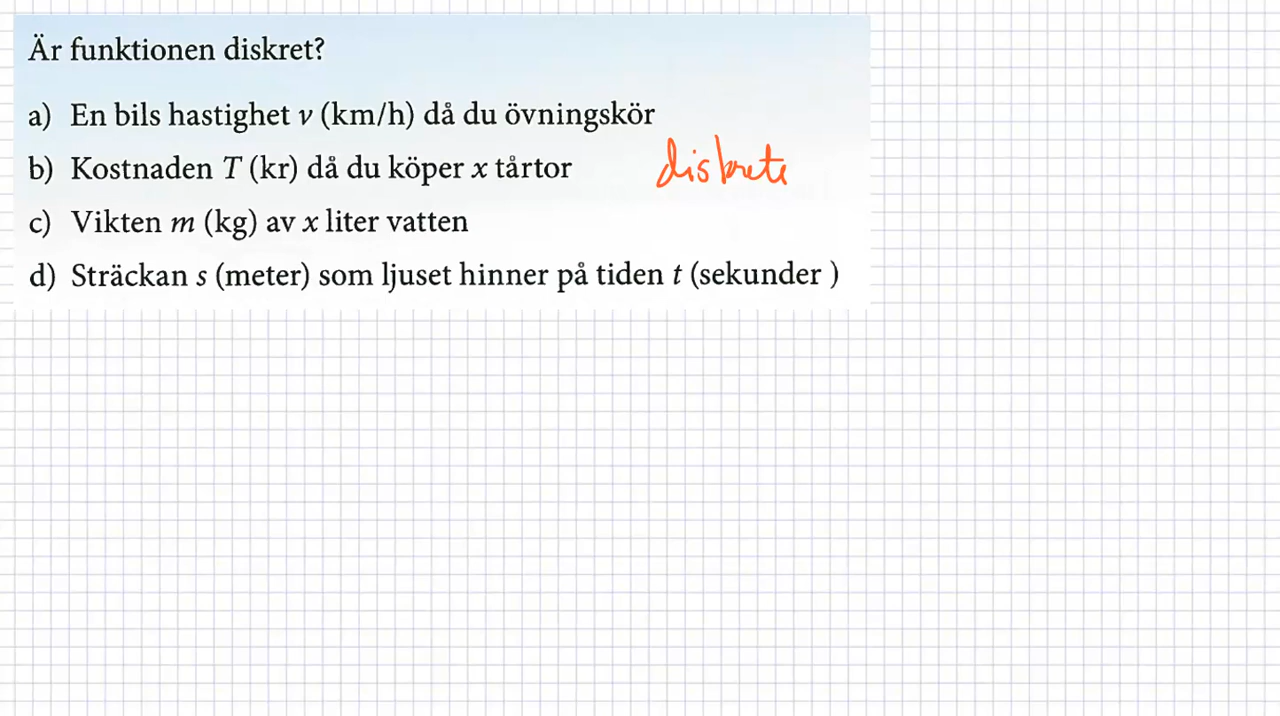 Är funktionen diskret?
a) En bils hastighet v (km/h) då du övningskör
b) Kostnaden T (kr) då du köper x tårtor
diskrete
c) Vikten m (kg) av x liter vatten
d) Sträckan s (meter) som ljuset hinner på tiden t (sekunder )